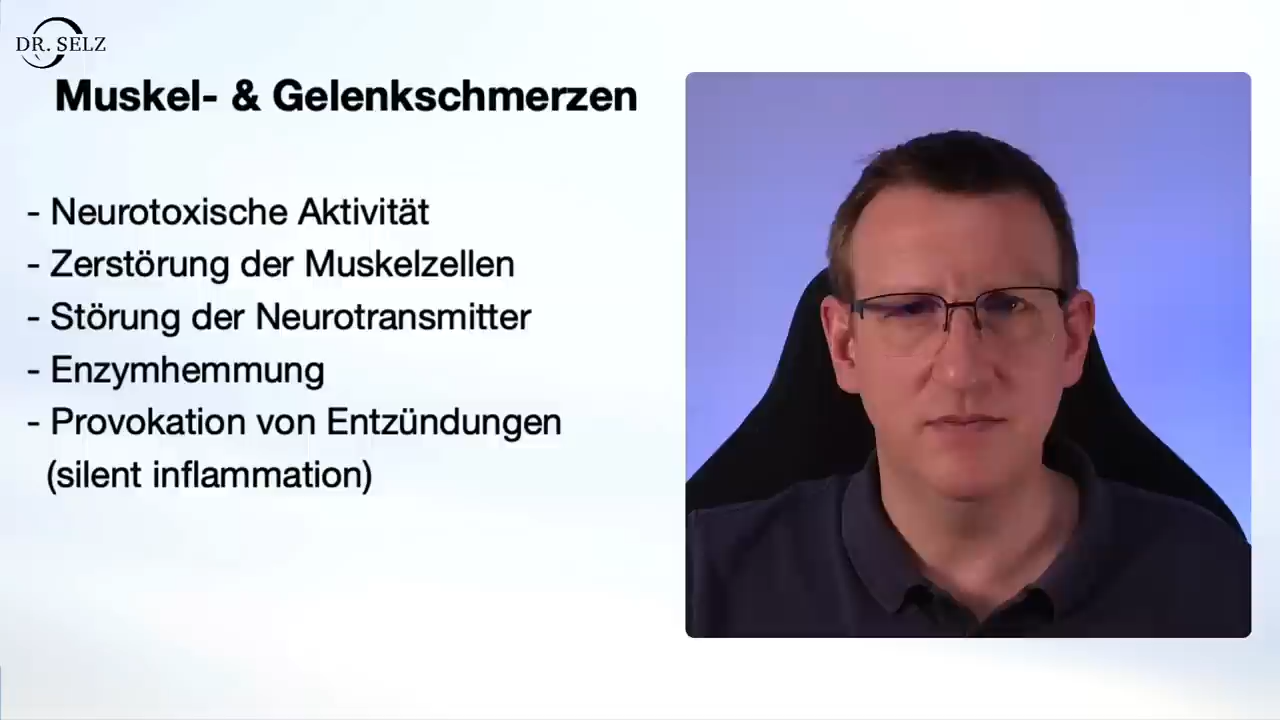 DR. SELZ
Muskel- & Gelenkschmerzen
- Neurotoxische Aktivität
- Zerstörung der Muskelzellen
- Störung der Neurotransmitter
- Enzymhemmung
- Provokation von Entzündungen
(silent inflammation)